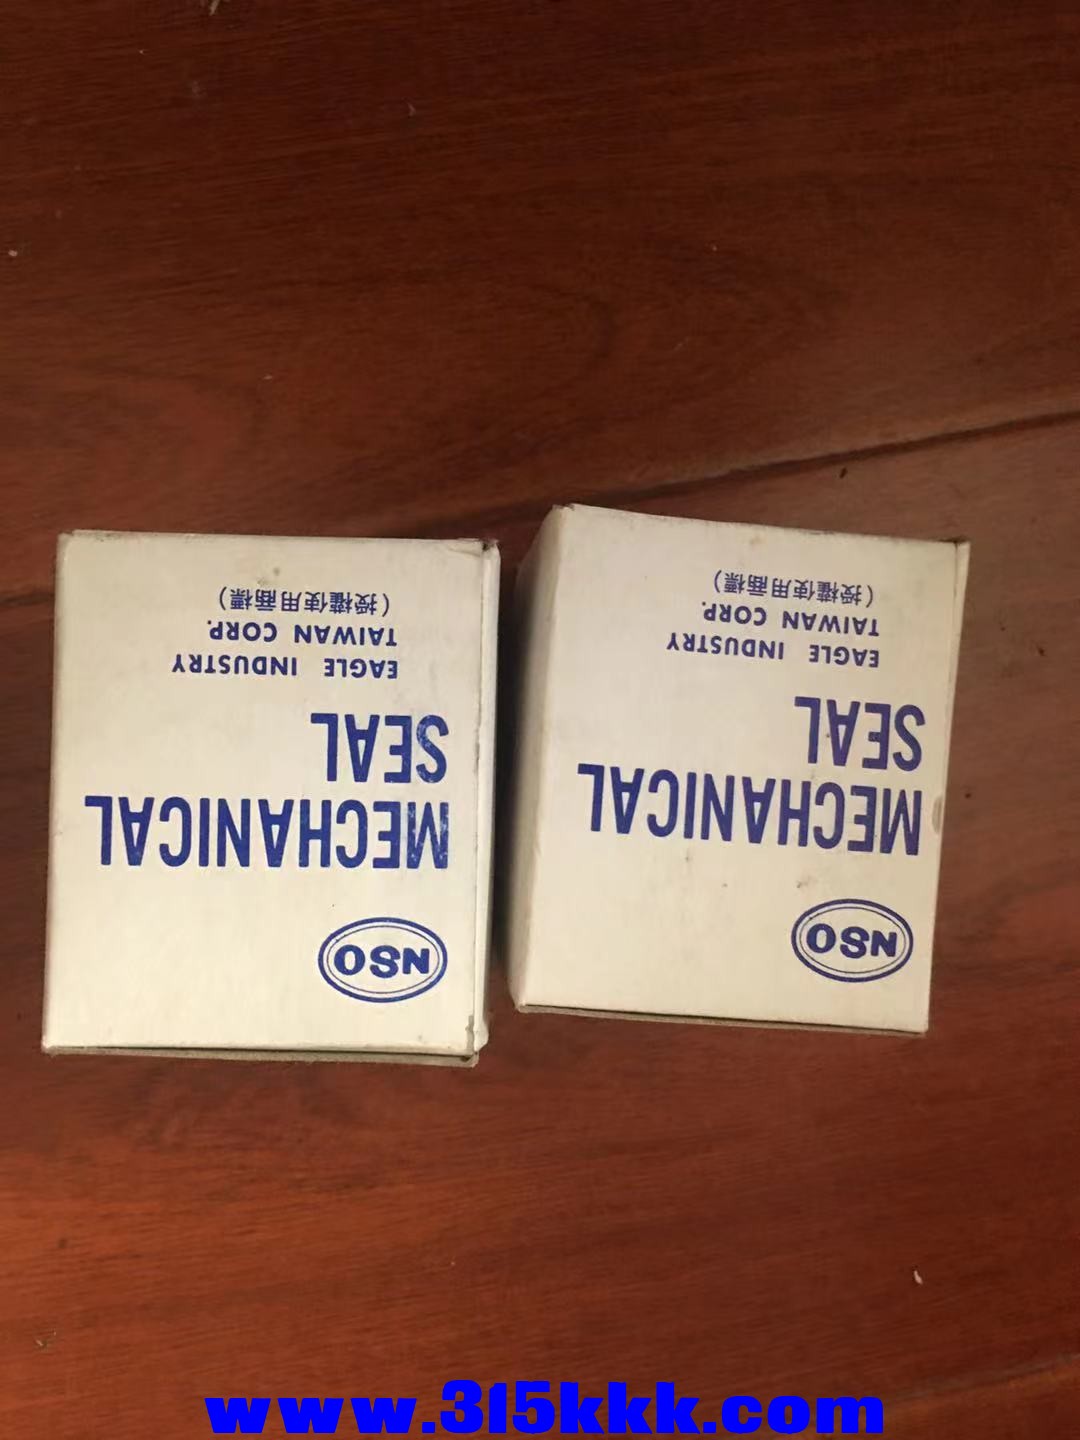 NSO
MECHANICAL
SEAL
EAGLE INDUSTRY
TAIWAN CORP.
(授權使用商標)
NSO
MECHANICAL
SEAL
EAGLE INDUSTRY
TAIWAN CORP.
(授權使用商標)
www.315kkk.com